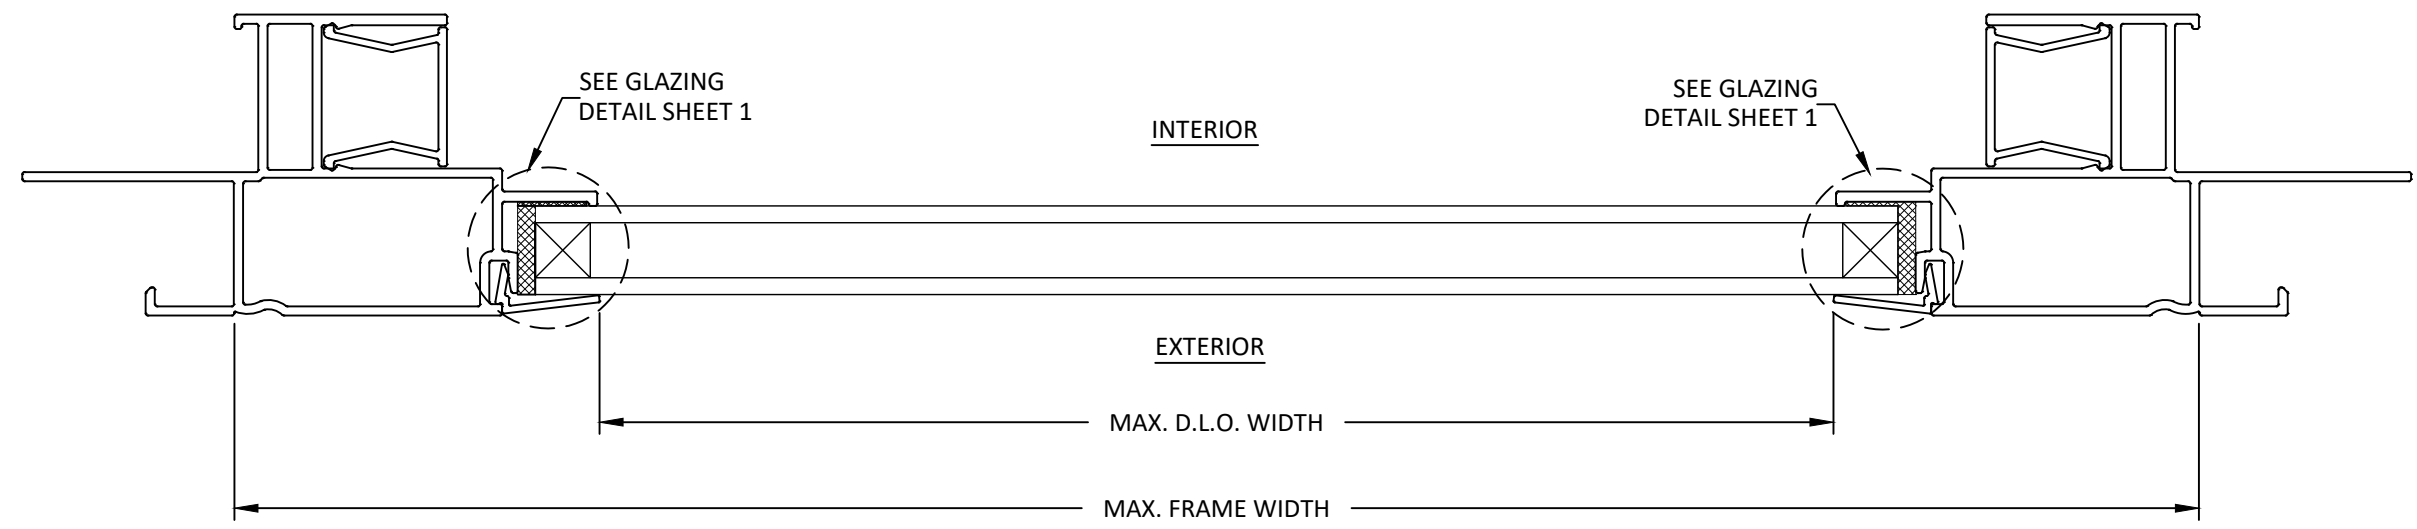 SEE GLAZING
DETAIL SHEET 1
SEE GLAZING
DETAIL SHEET 1
INTERIOR
EXTERIOR
MAX. D.L.O. WIDTH
MAX. FRAME WIDTH